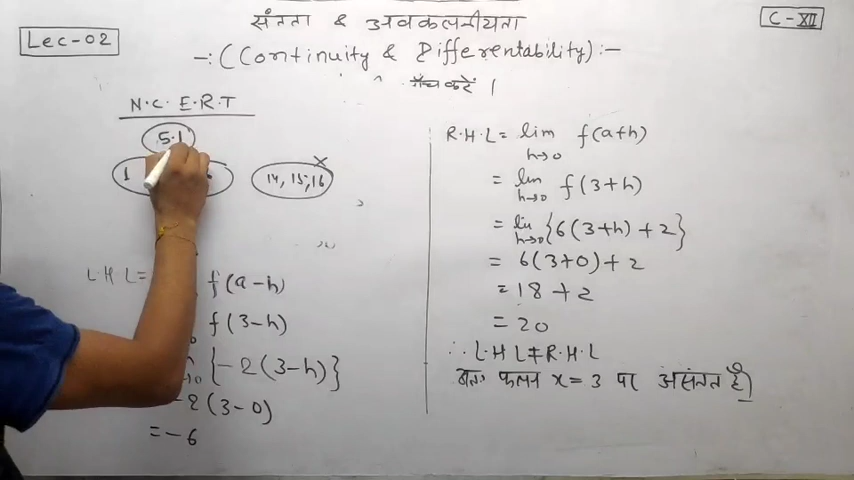 संतता & अवकलनीयता
C-XII
Lec-02
-: (Continuity & Differentability) :-
जाँच करें ।
N.C.E.R.T
5.1
1
14, 15, 16
×
L.H.L =
f(a-h)
f(3-h)
{-2(3-h)}
-2(3-0)
= -6
R.H.L = lim f(a+h)
h→0
= lim f(3+h)
h→0
= lim {6(3+h)+2}
h→0
= 6(3+0)+2
= 18+2
= 20
∴ L.H.L ≠ R.H.L
अतः फलन x=3 पर असंतत है।